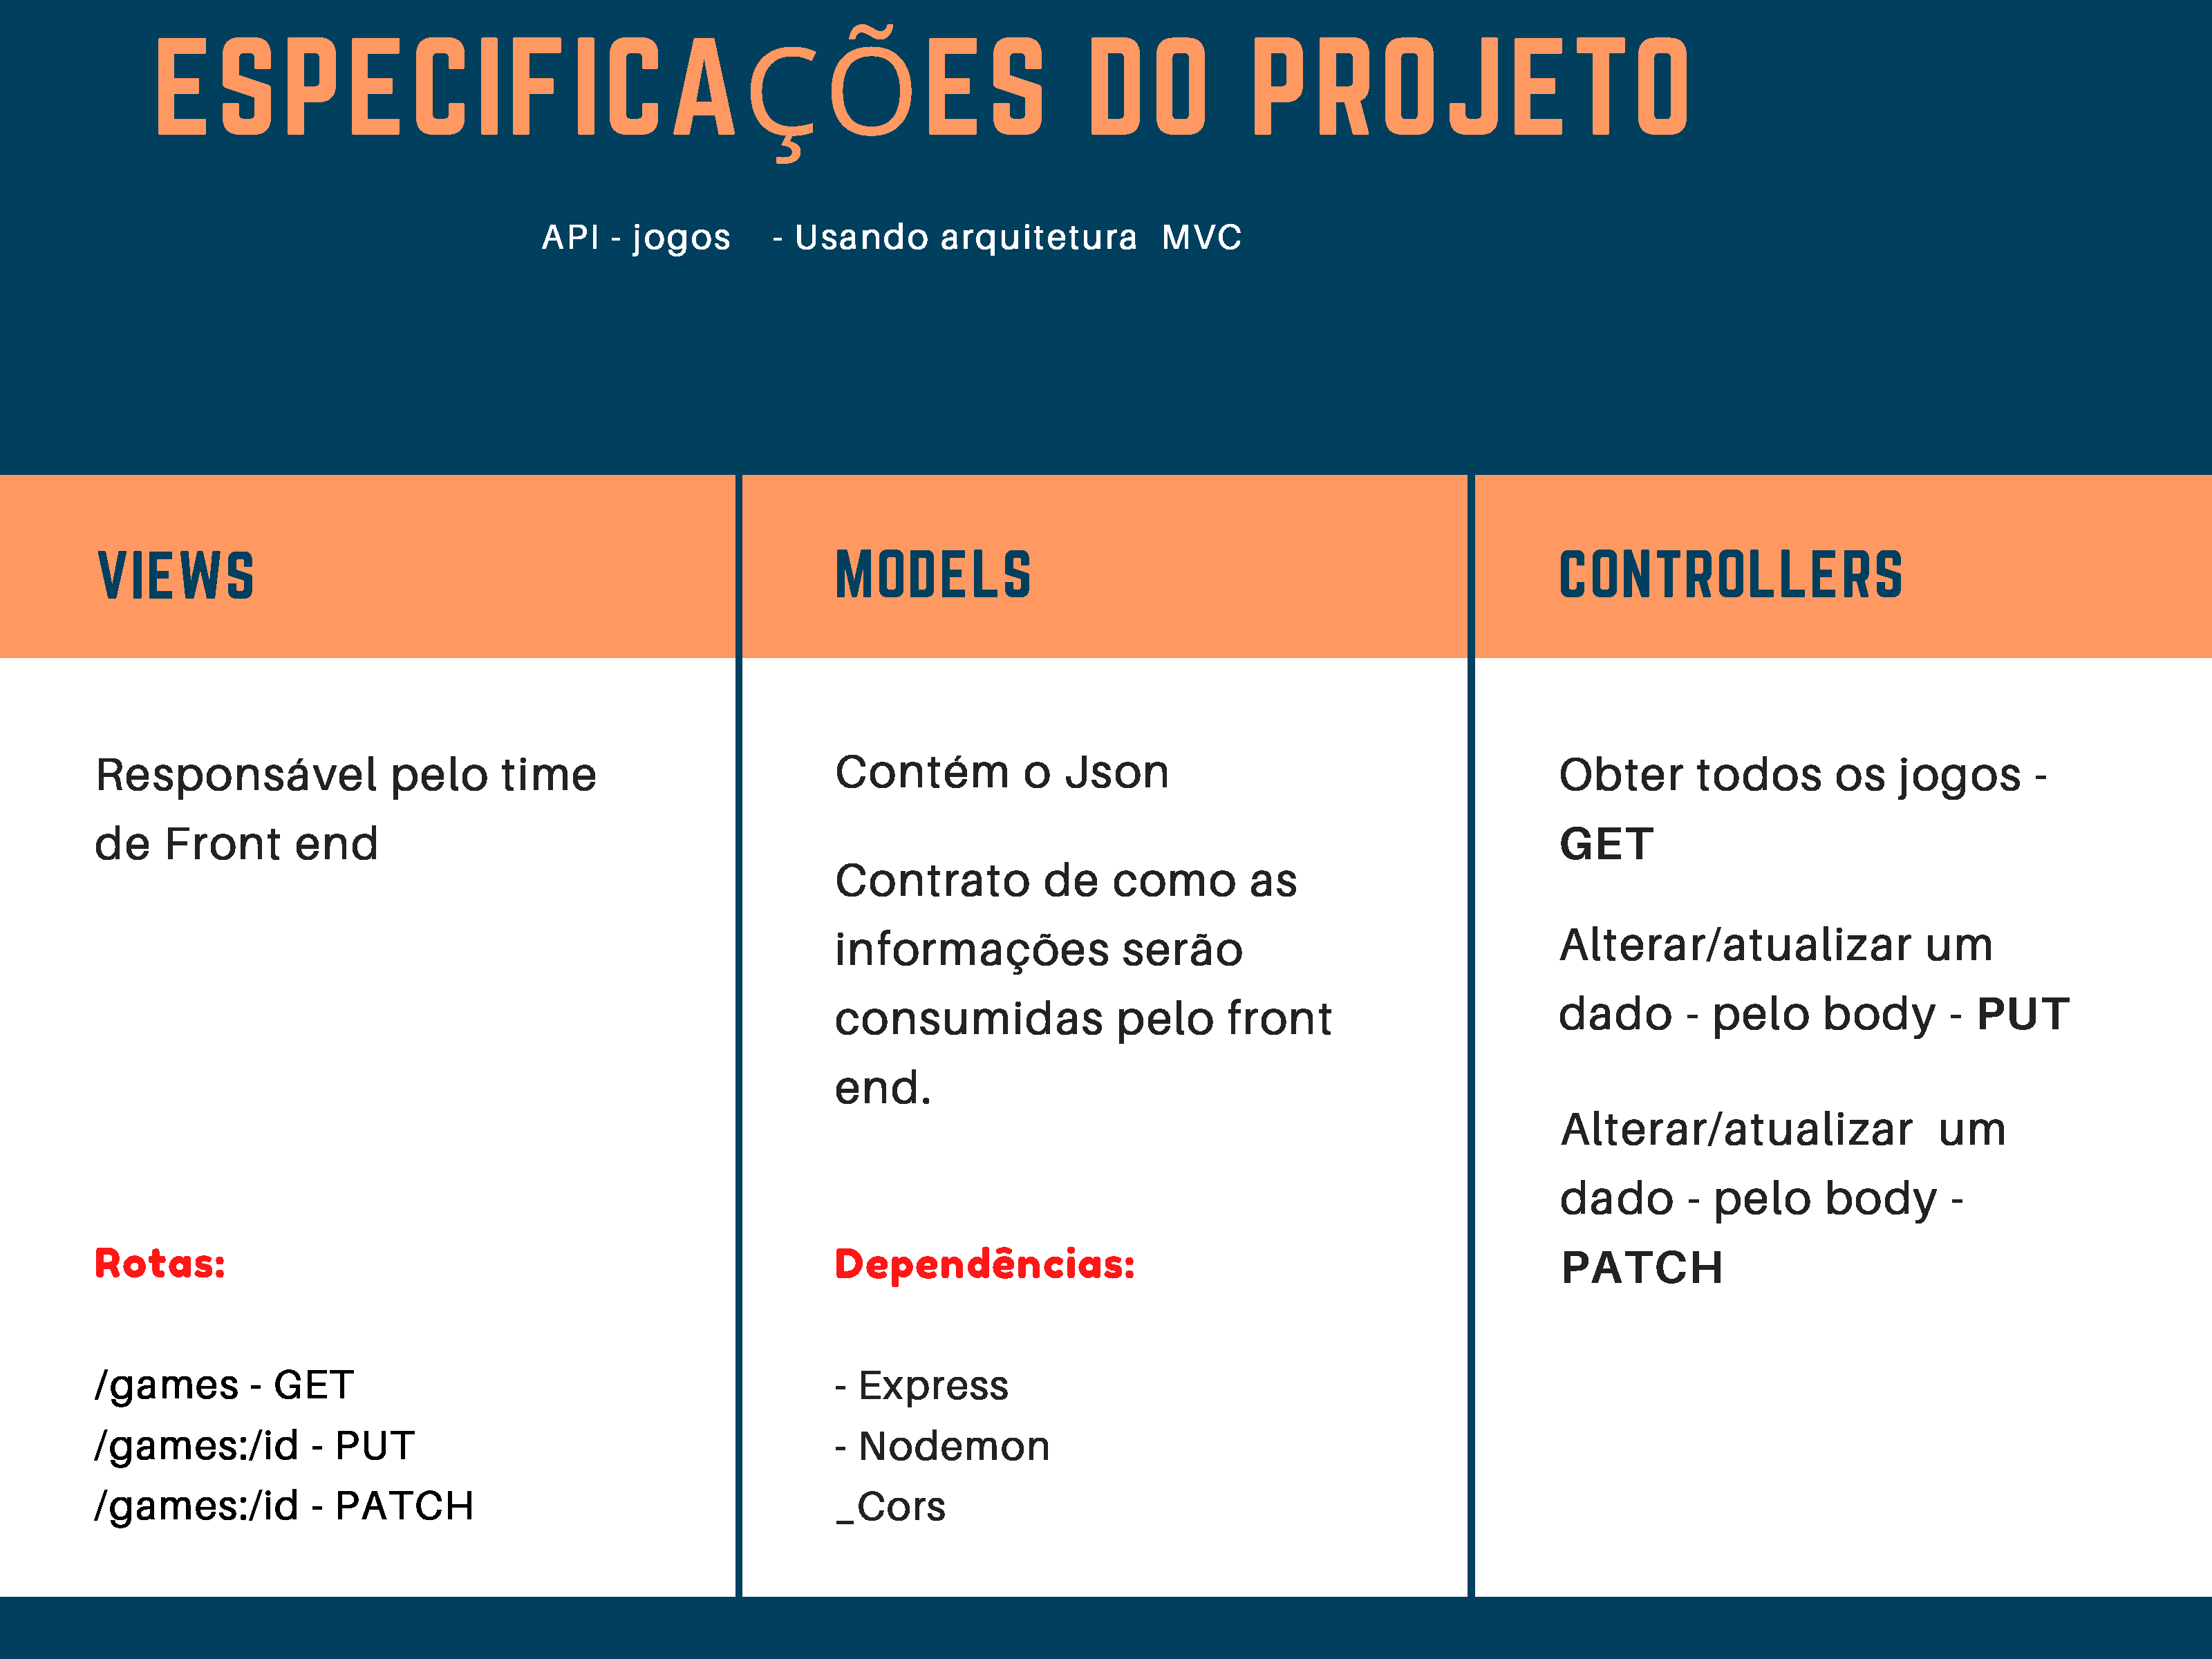 ESPECIFICAÇÕES DO PROJETO
API - jogos - Usando arquitetura MVC
VIEWS
Responsável pelo time
de Front end
Rotas:
/games - GET
/games:/id - PUT
/games:/id - PATCH
MODELS
Contém o Json
Contrato de como as
informações serão
consumidas pelo front
end.
Dependências:
- Express
- Nodemon
_Cors
CONTROLLERS
Obter todos os jogos -
GET
Alterar/atualizar um
dado - pelo body - PUT
Alterar/atualizar um
dado - pelo body -
PATCH